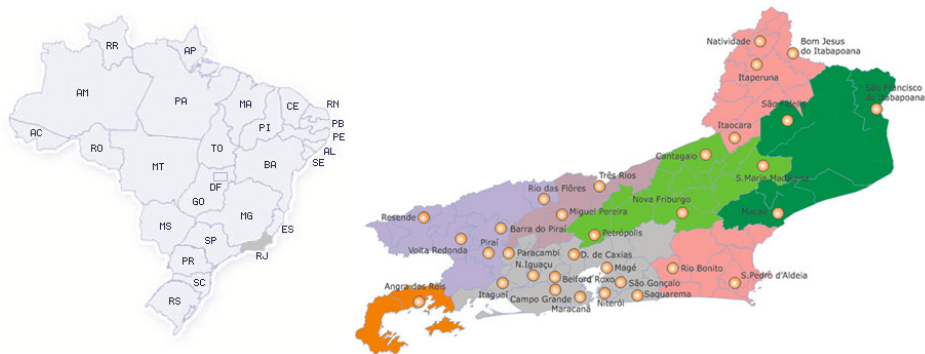 RR
AP
AM
PA
MA
CE
RN
PB
PE
AL
SE
PI
AC
RO
TO
BA
MT
DF
GO
MG
ES
MS
SP
RJ
PR
SC
RS
Natividade
Bom Jesus
do Itabapoana
Itaperuna
São Francisco
de Itabapoana
São Fidelis
Itaocara
Cantagalo
S.Maria Madalena
Três Rios
Rio das Flôres
Nova Friburgo
Macaé
Resende
Miguel Pereira
Barra do Piraí
Petrópolis
Volta Redonda
Piraí
Paracambi
D. de Caxias
N.Iguaçu
Magé
Rio Bonito
Belford Roxo
São Gonçalo
S.Pedro d'Aldeia
Angra dos Reis
Itaguei
Campo Grande
Niterói
Saquarema
Maracanã